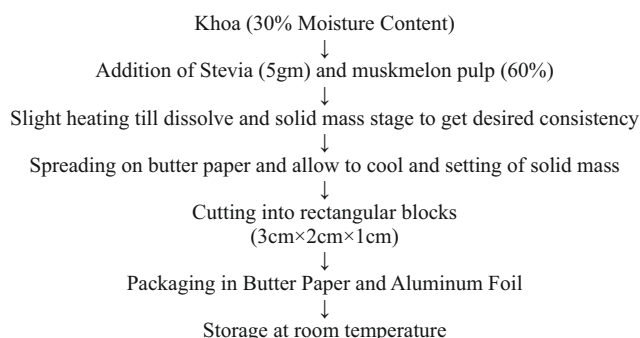 Khoa (30% Moisture Content)
↓
Addition of Stevia (5gm) and muskmelon pulp (60%)
↓
Slight heating till dissolve and solid mass stage to get desired consistency
↓
Spreading on butter paper and allow to cool and setting of solid mass
↓
Cutting into rectangular blocks
(3cm×2cm×1cm)
↓
Packaging in Butter Paper and Aluminum Foil
↓
Storage at room temperature